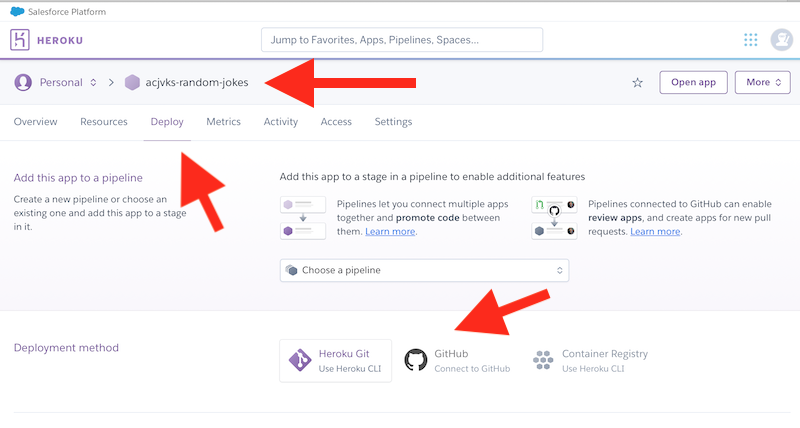 Salesforce Platform
HEROKU
Jump to Favorites, Apps, Pipelines, Spaces...
Personal
acjvks-random-jokes
Open app
More
Overview
Resources
Deploy
Metrics
Activity
Access
Settings
Add this app to a pipeline
Create a new pipeline or choose an
existing one and add this app to a stage
in it.
Add this app to a stage in a pipeline to enable additional features
Pipelines let you connect multiple apps
together and promote code between
them. Learn more.
Pipelines connected to GitHub can enable
review apps, and create apps for new pull
requests. Learn more.
Choose a pipeline
Deployment method
Heroku Git
Use Heroku CLI
GitHub
Connect to GitHub
Container Registry
Use Heroku CLI